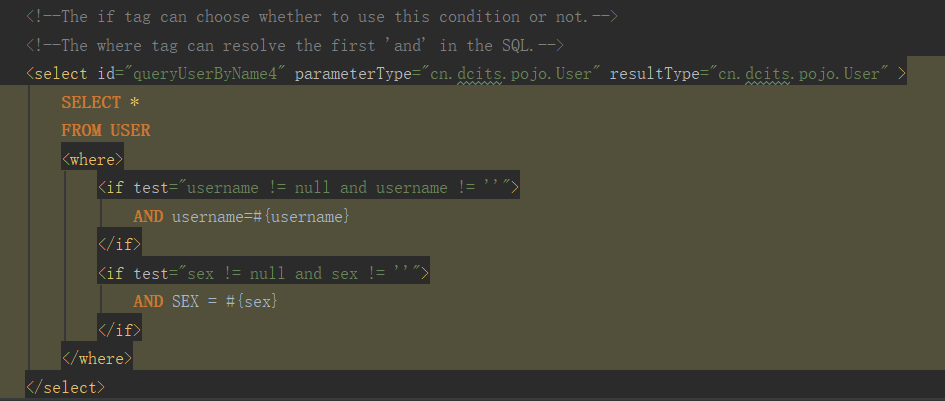 <!--The if tag can choose whether to use this condition or not.-->
<!--The where tag can resolve the first 'and' in the SQL.-->
<select id="queryUserByName4" parameterType="cn.dcits.pojo.User" resultType="cn.dcits.pojo.User" >
SELECT *
FROM USER
<where>
<if test="username != null and username != ''">
AND username=#{username}
</if>
<if test="sex != null and sex != ''">
AND SEX = #{sex}
</if>
</where>
</select>